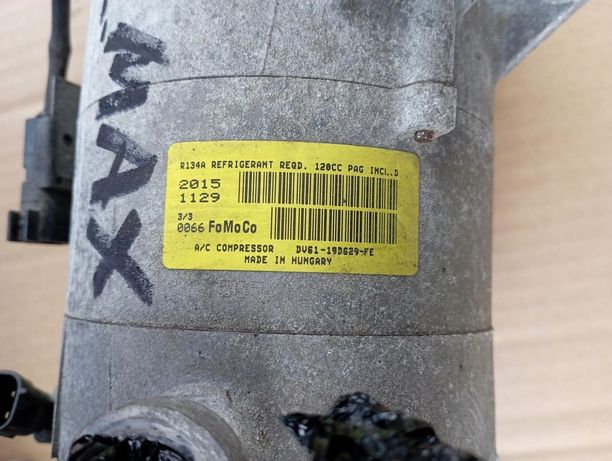 MAX
R134A REFRIGERANT REQD. 120CC PAG INCL.D
2015
1129
3/3
0066 FoMoCo
A/C COMPRESSOR DV61-19D629-FE
MADE IN HUNGARY